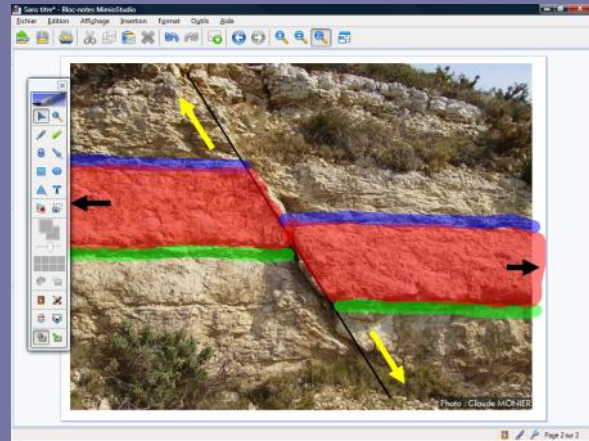 Sans titre* - Bloc-notes MimioStudio
Fichier Edition Affichage Insertion Format Outils Aide
T
Photo : Claude MONIER
Page 2 sur 2